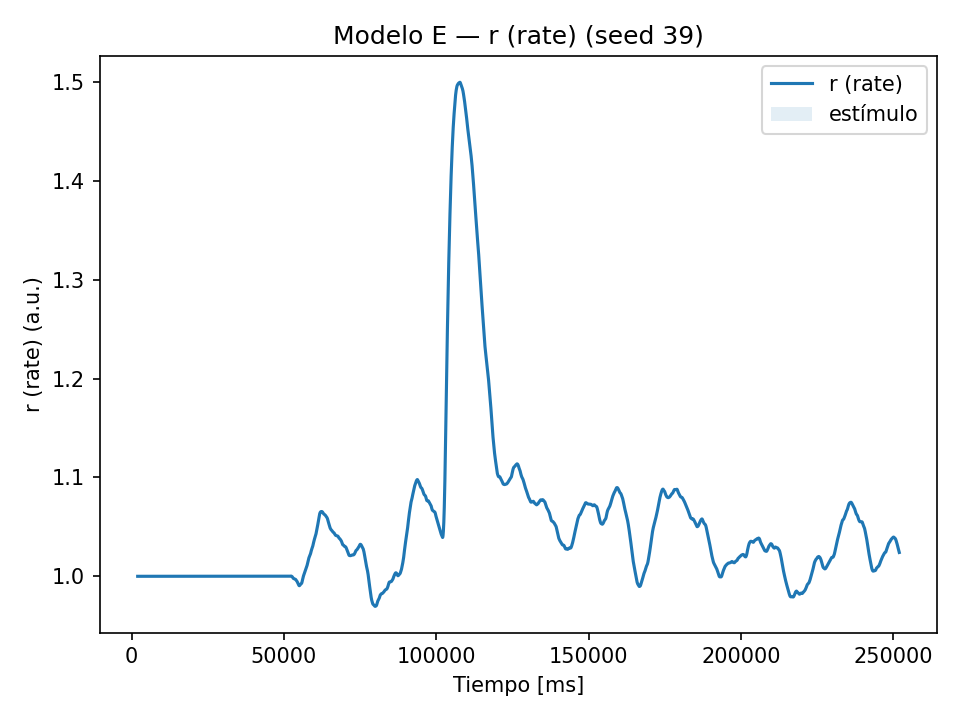 Modelo E — r (rate) (seed 39)
r (rate)
estímulo
r (rate) (a.u.)
1.5
1.4
1.3
1.2
1.1
1.0
0 50000 100000 150000 200000 250000
Tiempo [ms]